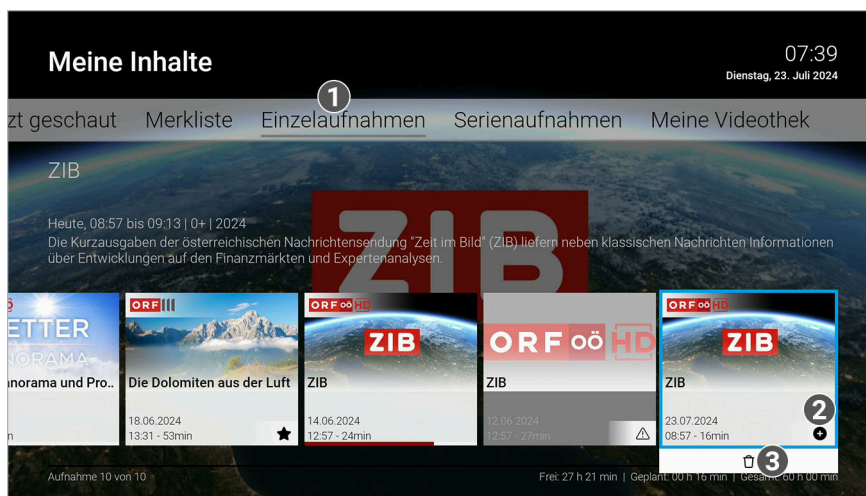 Meine Inhalte
07:39
Dienstag, 23. Juli 2024
1
zt geschaut Merkliste Einzelaufnahmen Serienaufnahmen Meine Videothek
ZIB
ZIB
Heute, 08:57 bis 09:13 | 0+ | 2024
Die Kurzausgaben der österreichischen Nachrichtensendung "Zeit im Bild" (ZIB) liefern neben klassischen Nachrichten Informationen
über Entwicklungen auf den Finanzmärkten und Expertenanalysen.
ETTER
NORAMA
anorama und Pro..
n
ORF III
Die Dolomiten aus der Luft
18.06.2024
13:31 - 53min
ORF oö HD
ZIB
ZIB
14.06.2024
12:57 - 24min
ORF oö HD
ZIB
12.06.2024
12:57 - 27min
ORF oö HD
ZIB
ZIB
23.07.2024
08:57 - 16min
2
3
Aufnahme 10 von 10
Frei: 27 h 21 min | Geplant: 00 h 16 min | Gesamt: 60 h 00 min